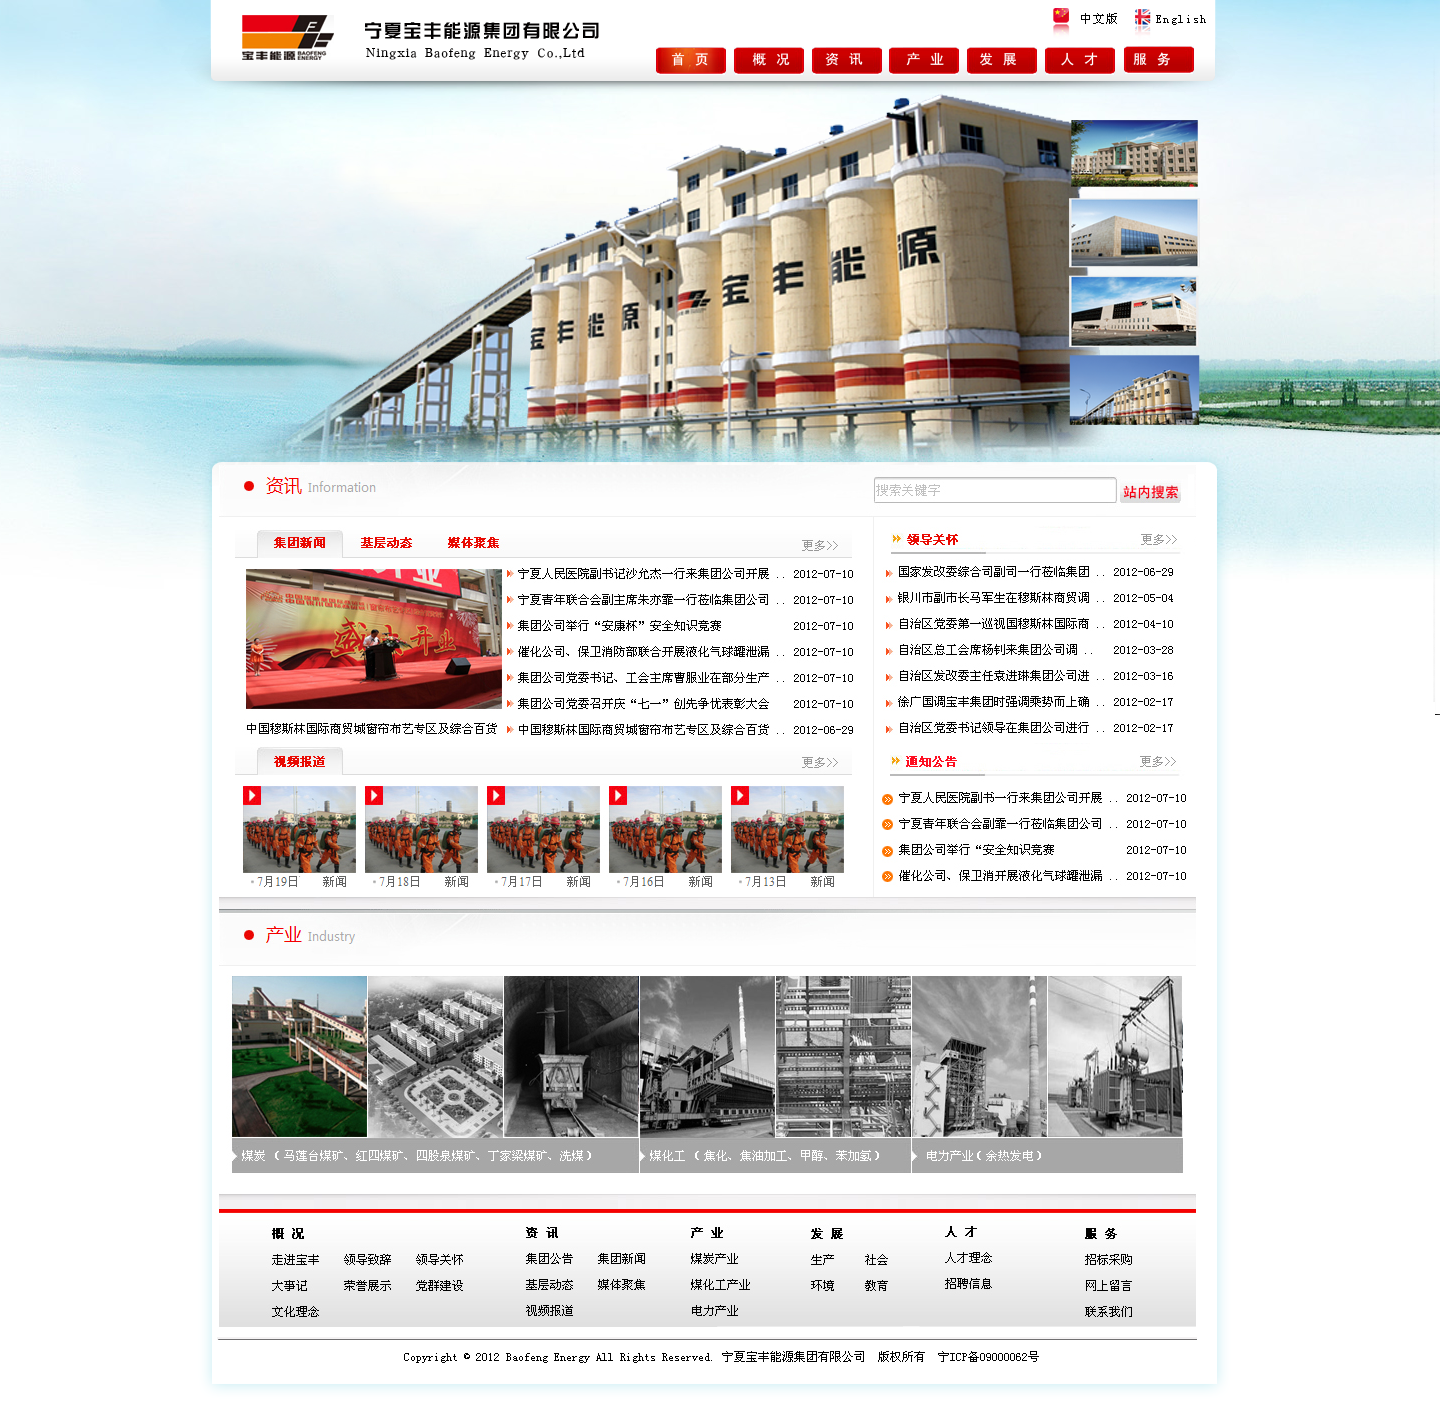 宝丰能源 BAOFENG ENERGY
宁夏宝丰能源集团有限公司
Ningxia Baofeng Energy Co.,Ltd
中文版 English
首 页 概 况 资 讯 产 业 发 展 人 才 服 务
宝丰能源
宝丰能源
资讯 Information
搜索关键字 站内搜索
集团新闻 基层动态 媒体聚焦 更多>>
盛大开业
中国穆斯林国际商贸城窗帘布艺专区及综合百货
宁夏人民医院副书记沙允杰一行来集团公司开展 .. 2012-07-10
宁夏青年联合会副主席朱亦霏一行莅临集团公司 .. 2012-07-10
集团公司举行“安康杯”安全知识竞赛 2012-07-10
催化公司、保卫消防部联合开展液化气球罐泄漏 .. 2012-07-10
集团公司党委书记、工会主席曹服业在部分生产 .. 2012-07-10
集团公司党委召开庆“七一”创先争忧表彰大会 2012-07-10
中国穆斯林国际商贸城窗帘布艺专区及综合百货 .. 2012-06-29
领导关怀 更多>>
国家发改委综合司副司一行莅临集团 .. 2012-06-29
银川市副市长马军生在穆斯林商贸调 .. 2012-05-04
自治区党委第一巡视国穆斯林国际商 .. 2012-04-10
自治区总工会席杨钊来集团公司调 .. 2012-03-28
自治区发改委主任袁进琳集团公司进 .. 2012-03-16
徐广国调宝丰集团时强调乘势而上确 .. 2012-02-17
自治区党委书记领导在集团公司进行 .. 2012-02-17
视频报道 更多>>
7月19日 新闻
7月18日 新闻
7月17日 新闻
7月16日 新闻
7月13日 新闻
通知公告 更多>>
宁夏人民医院副书一行来集团公司开展 .. 2012-07-10
宁夏青年联合会副霏一行莅临集团公司 .. 2012-07-10
集团公司举行“安全知识竞赛 2012-07-10
催化公司、保卫消开展液化气球罐泄漏 .. 2012-07-10
产业 Industry
煤炭 （马莲台煤矿、红四煤矿、四股泉煤矿、丁家梁煤矿、洗煤）
煤化工 （焦化、焦油加工、甲醇、苯加氢）
电力产业（余热发电）
概 况
走进宝丰 领导致辞 领导关怀
大事记 荣誉展示 党群建设
文化理念
资 讯
集团公告 集团新闻
基层动态 媒体聚焦
视频报道
产 业
煤炭产业
煤化工产业
电力产业
发 展
生产 社会
环境 教育
人 才
人才理念
招聘信息
服 务
招标采购
网上留言
联系我们
Copyright © 2012 Baofeng Energy All Rights Reserved. 宁夏宝丰能源集团有限公司 版权所有 宁ICP备09000062号